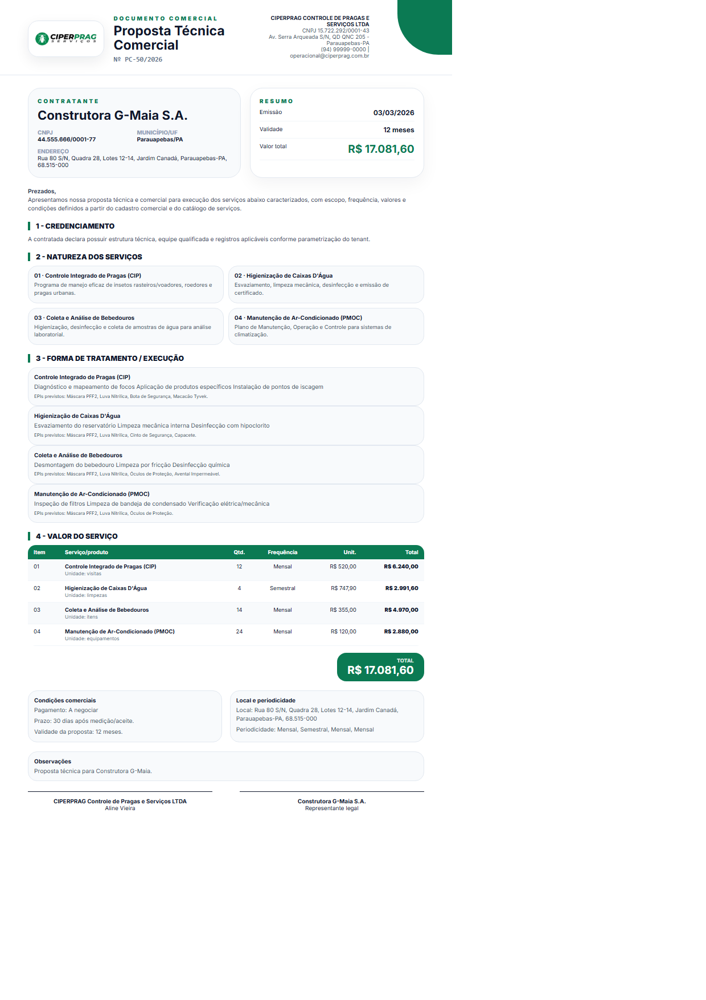 CIPERPRAG
SERVIÇOS
DOCUMENTO COMERCIAL
Proposta Técnica
Comercial
Nº PC-50/2026
CIPERPRAG CONTROLE DE PRAGAS E
SERVIÇOS LTDA
CNPJ 15.722.292/0001-43
Av. Serra Arqueada S/N, QD QNC 205 -
Parauapebas-PA
(94) 99999-0000 |
operacional@ciperprag.com.br
CONTRATANTE
Construtora G-Maia S.A.
CNPJ
44.555.666/0001-77
MUNICÍPIO/UF
Parauapebas/PA
ENDEREÇO
Rua 80 S/N, Quadra 28, Lotes 12-14, Jardim Canadá, Parauapebas-PA,
68.515-000
RESUMO
Emissão 03/03/2026
Validade 12 meses
Valor total R$ 17.081,60
Prezados,
Apresentamos nossa proposta técnica e comercial para execução dos serviços abaixo caracterizados, com escopo, frequência, valores e
condições definidos a partir do cadastro comercial e do catálogo de serviços.
1 - CREDENCIAMENTO
A contratada declara possuir estrutura técnica, equipe qualificada e registros aplicáveis conforme parametrização do tenant.
2 - NATUREZA DOS SERVIÇOS
01 · Controle Integrado de Pragas (CIP)
Programa de manejo eficaz de insetos rasteiros/voadores, roedores e
pragas urbanas.
02 · Higienização de Caixas D'Água
Esvaziamento, limpeza mecânica, desinfecção e emissão de
certificado.
03 · Coleta e Análise de Bebedouros
Higienização, desinfecção e coleta de amostras de água para análise
laboratorial.
04 · Manutenção de Ar-Condicionado (PMOC)
Plano de Manutenção, Operação e Controle para sistemas de
climatização.
3 - FORMA DE TRATAMENTO / EXECUÇÃO
Controle Integrado de Pragas (CIP)
Diagnóstico e mapeamento de focos Aplicação de produtos específicos Instalação de pontos de iscagem
EPIs previstos: Máscara PFF2, Luva Nitrílica, Bota de Segurança, Macacão Tyvek.
Higienização de Caixas D'Água
Esvaziamento do reservatório Limpeza mecânica interna Desinfecção com hipoclorito
EPIs previstos: Máscara PFF2, Luva Nitrílica, Cinto de Segurança, Capacete.
Coleta e Análise de Bebedouros
Desmontagem do bebedouro Limpeza por fricção Desinfecção química
EPIs previstos: Máscara PFF2, Luva Nitrílica, Óculos de Proteção, Avental Impermeável.
Manutenção de Ar-Condicionado (PMOC)
Inspeção de filtros Limpeza de bandeja de condensado Verificação elétrica/mecânica
EPIs previstos: Máscara PFF2, Luva Nitrílica, Óculos de Proteção.
4 - VALOR DO SERVIÇO
Item Serviço/produto Qtd. Frequência Unit. Total
01 Controle Integrado de Pragas (CIP) 12 Mensal R$ 520,00 R$ 6.240,00
Unidade: visitas
02 Higienização de Caixas D'Água 4 Semestral R$ 747,90 R$ 2.991,60
Unidade: limpezas
03 Coleta e Análise de Bebedouros 14 Mensal R$ 355,00 R$ 4.970,00
Unidade: itens
04 Manutenção de Ar-Condicionado (PMOC) 24 Mensal R$ 120,00 R$ 2.880,00
Unidade: equipamentos
TOTAL
R$ 17.081,60
Condições comerciais
Pagamento: A negociar
Prazo: 30 dias após medição/aceite.
Validade da proposta: 12 meses.
Local e periodicidade
Local: Rua 80 S/N, Quadra 28, Lotes 12-14, Jardim Canadá,
Parauapebas-PA, 68.515-000
Periodicidade: Mensal, Semestral, Mensal, Mensal
Observações
Proposta técnica para Construtora G-Maia.
CIPERPRAG Controle de Pragas e Serviços LTDA
Aline Vieira
Construtora G-Maia S.A.
Representante legal